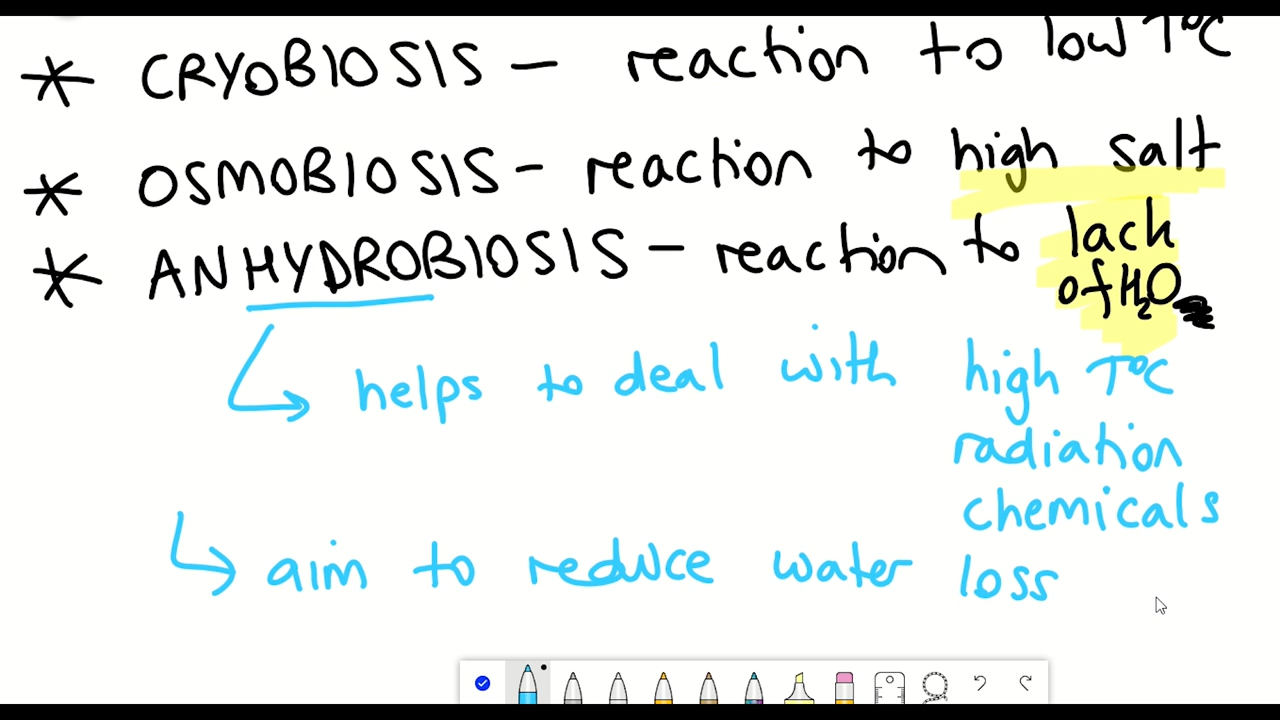 * CRYOBIOSIS - reaction to low T°C
* OSMOBIOSIS - reaction to high salt
* ANHYDROBIOSIS - reaction to lack
of H₂O
↳ helps to deal with high T°C
radiation
chemicals
↳ aim to reduce water loss